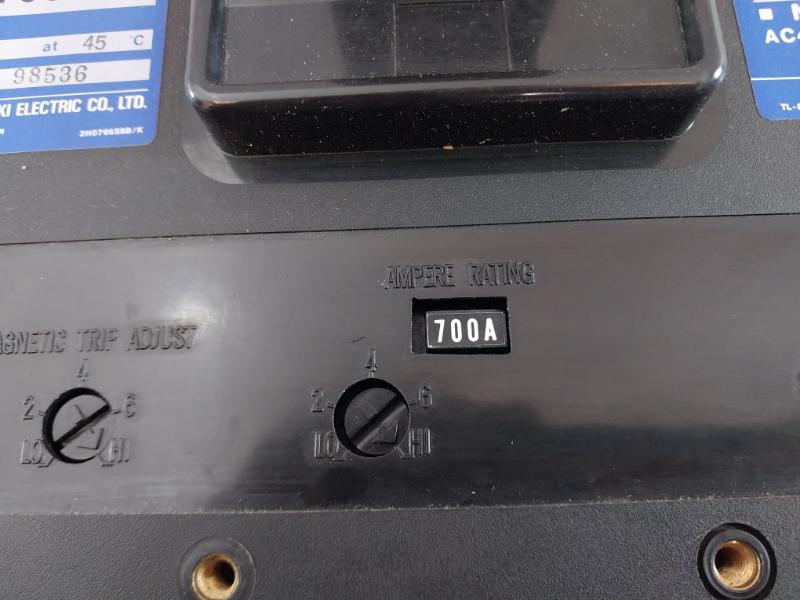 at 45 °C
98536
KI ELECTRIC CO., LTD.
2H0766SBB/K
AMPERE RATING
700A
AGNETIC TRIP ADJUST
4
2 6
LO HI
4
2 6
LO HI